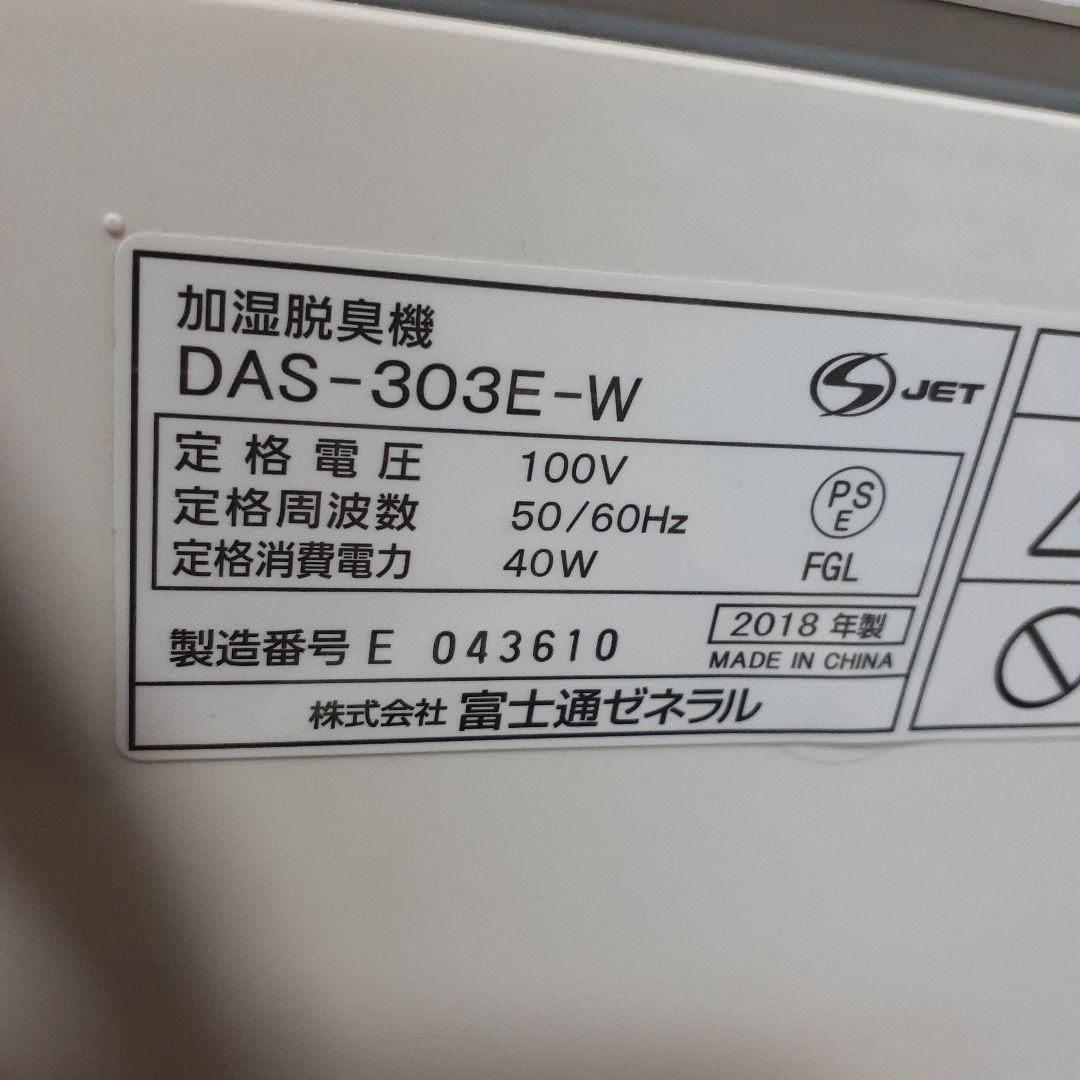 加湿脱臭機
DAS-303E-W
S JET
定格電圧 100V
定格周波数 50/60Hz
定格消費電力 40W
PS
E
FGL
製造番号 E 043610
2018 年製
MADE IN CHINA
株式会社 富士通ゼネラル